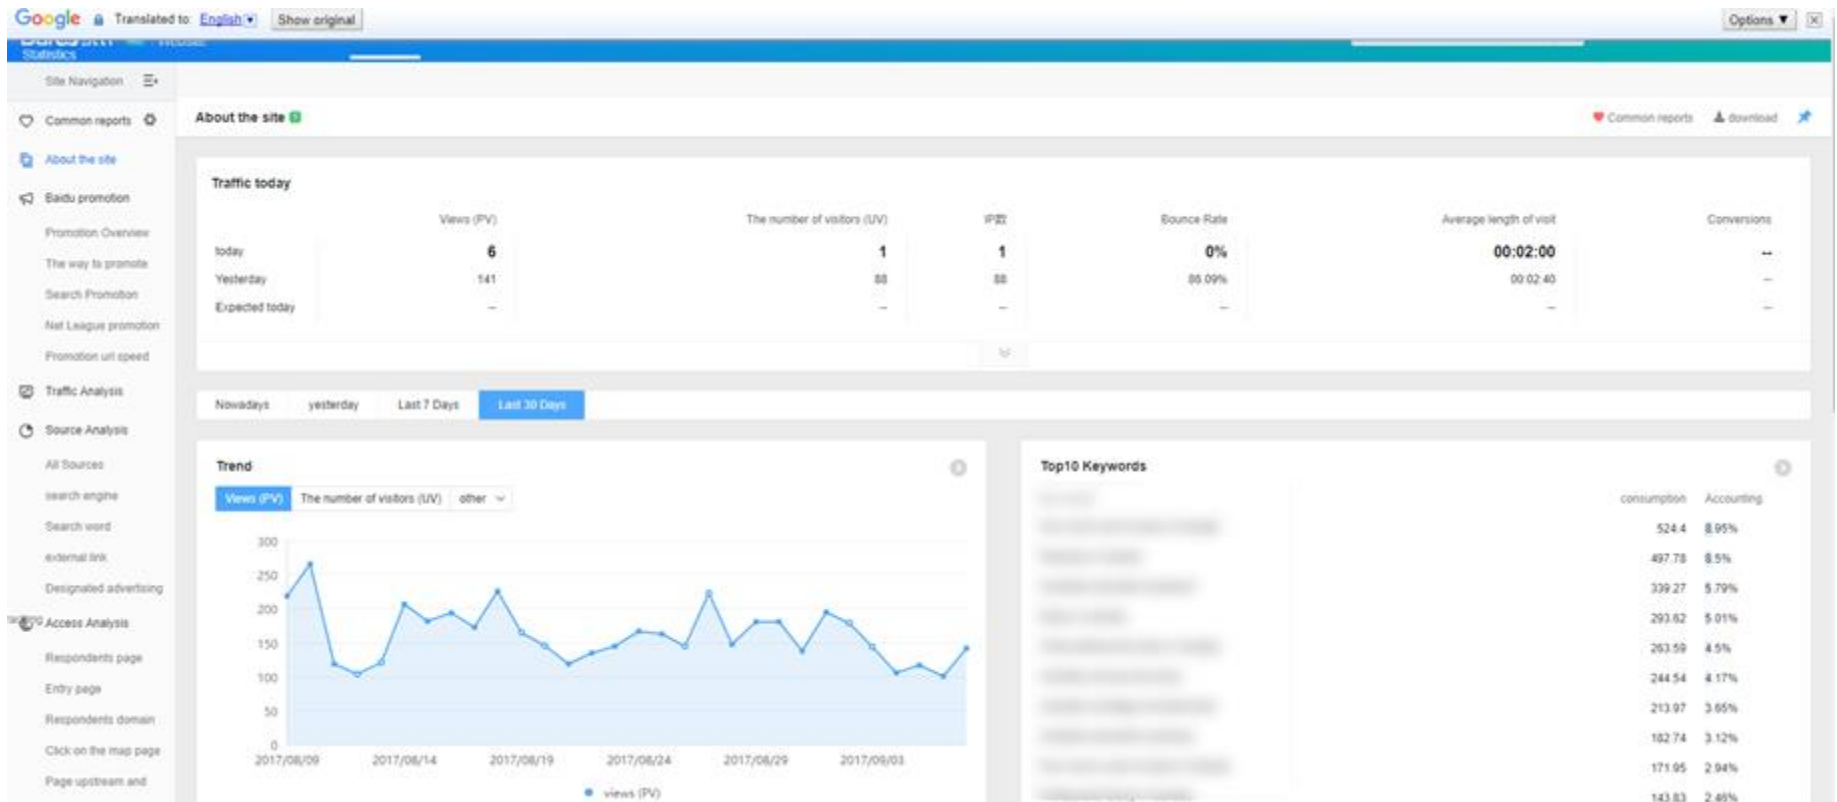 Google Translated to: English Show original Options ▼
Statistics
Site Navigation
Common reports
About the site
Common reports download
About the site
Baidu promotion
Promotion Overview
The way to promote
Search Promotion
Net League promotion
Promotion url speed
Traffic Analysis
Source Analysis
All Sources
search engine
Search word
external link
Designated advertising
Access Analysis
Respondents page
Entry page
Respondents domain
Click on the map page
Page upstream and
Traffic today
Views (PV) The number of visitors (UV) IP数 Bounce Rate Average length of visit Conversions
today 6 1 1 0% 00:02:00 --
Yesterday 141 88 88 86.09% 00:02:40 --
Expected today -- -- -- -- -- --
Nowadays yesterday Last 7 Days Last 30 Days
Trend
Views (PV) The number of visitors (UV) other
300
250
200
150
100
50
0
2017/08/09 2017/08/14 2017/08/19 2017/08/24 2017/08/29 2017/09/03
views (PV)
Top10 Keywords
consumption Accounting
524.4 8.95%
497.78 8.5%
339.27 5.79%
293.62 5.01%
263.59 4.5%
244.54 4.17%
213.97 3.65%
182.74 3.12%
171.95 2.94%
143.83 2.46%